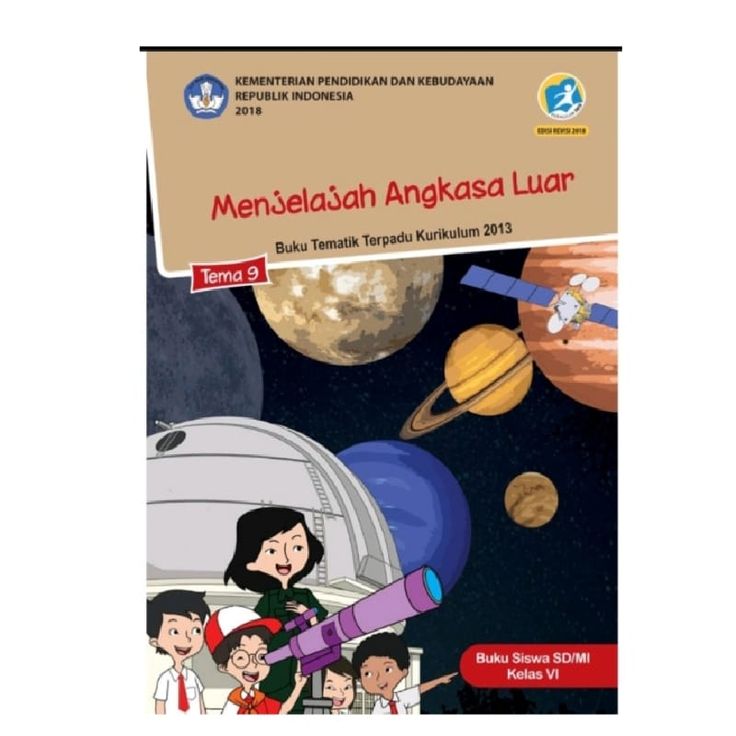 KEMENTERIAN PENDIDIKAN DAN KEBUDAYAAN
REPUBLIK INDONESIA
2018
EDISI REVISI 2018
Menjelajah Angkasa Luar
Buku Tematik Terpadu Kurikulum 2013
Tema 9
Buku Siswa SD/MI
Kelas VI